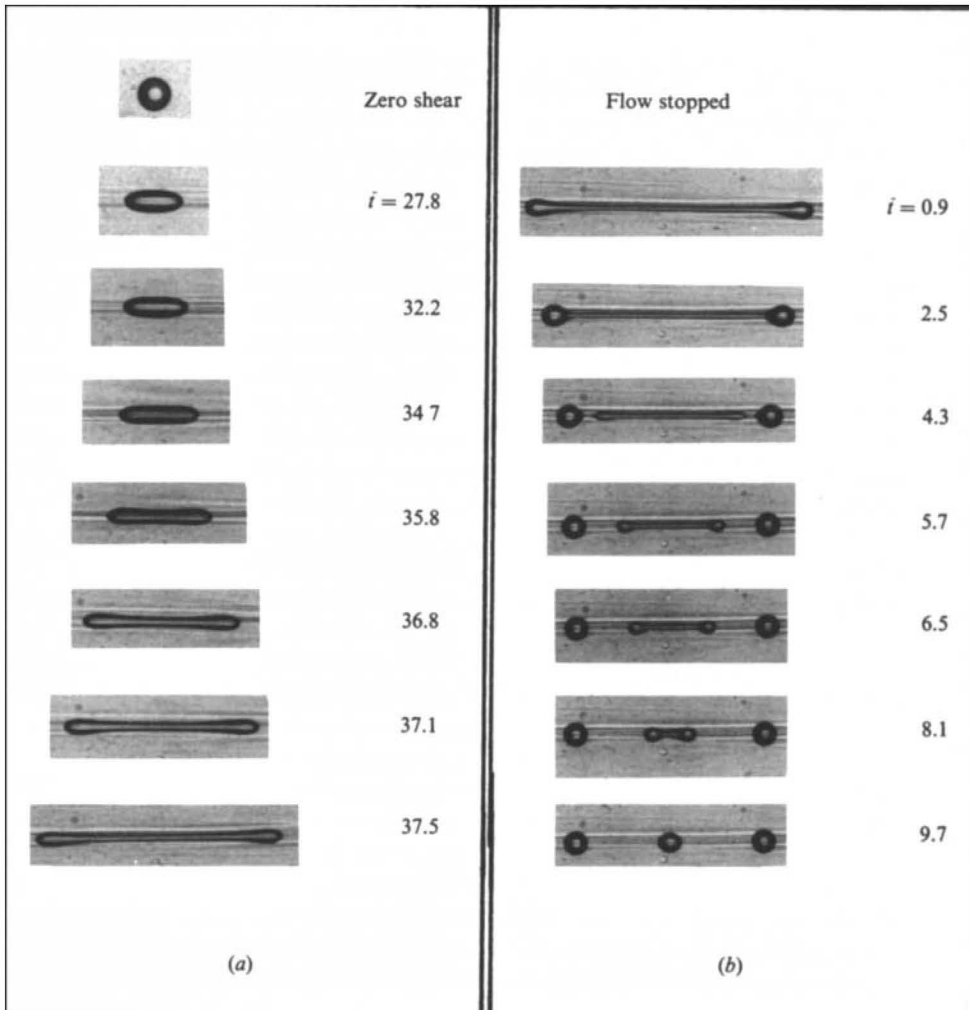 Zero shear
t̄ = 27.8
32.2
34 7
35.8
36.8
37.1
37.5
(a)
Flow stopped
t̄ = 0.9
2.5
4.3
5.7
6.5
8.1
9.7
(b)